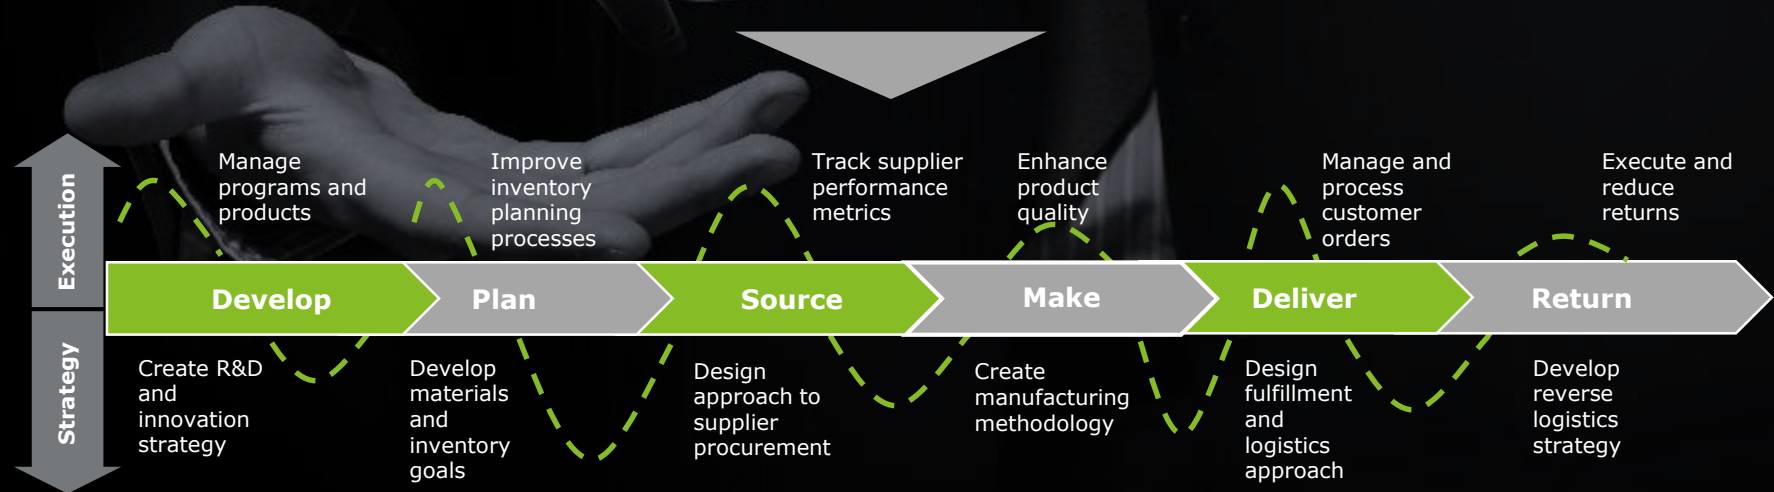 Execution
Manage
programs and
products
Improve
inventory
planning
processes
Track supplier
performance
metrics
Enhance
product
quality
Manage and
process
customer
orders
Execute and
reduce
returns
Develop
Plan
Source
Make
Deliver
Return
Strategy
Create R&D
and
innovation
strategy
Develop
materials
and
inventory
goals
Design
approach to
supplier
procurement
Create
manufacturing
methodology
Design
fulfillment
and
logistics
approach
Develop
reverse
logistics
strategy